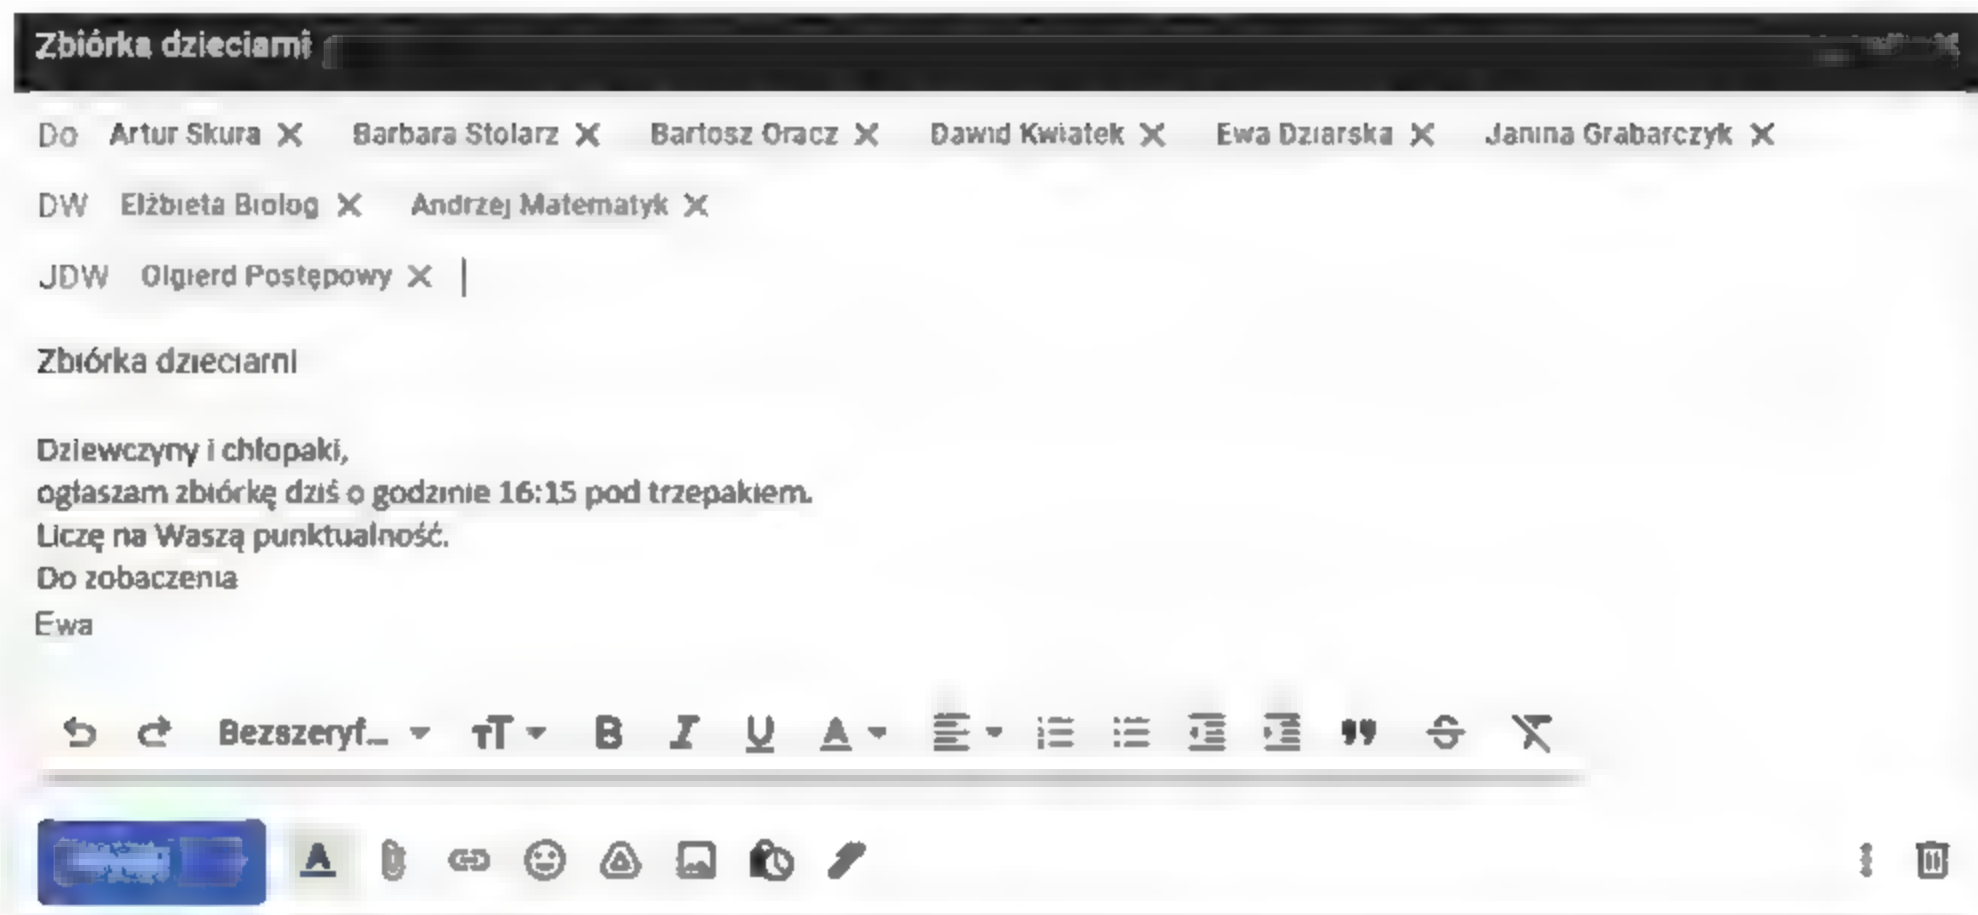 Zbiórka dzieciarni
Do Artur Skura Barbara Stolarz Bartosz Oracz Dawid Kwiatek Ewa Dziarska Janina Grabarczyk
DW Elżbieta Biolog Andrzej Matematyk
JDW Olgierd Postępowy
Zbiórka dzieciarni
Dziewczyny i chłopaki,
ogłaszam zbiórkę dziś o godzinie 16:15 pod trzepakiem.
Liczę na Waszą punktualność.
Do zobaczenia
Ewa
Bezszeryf...